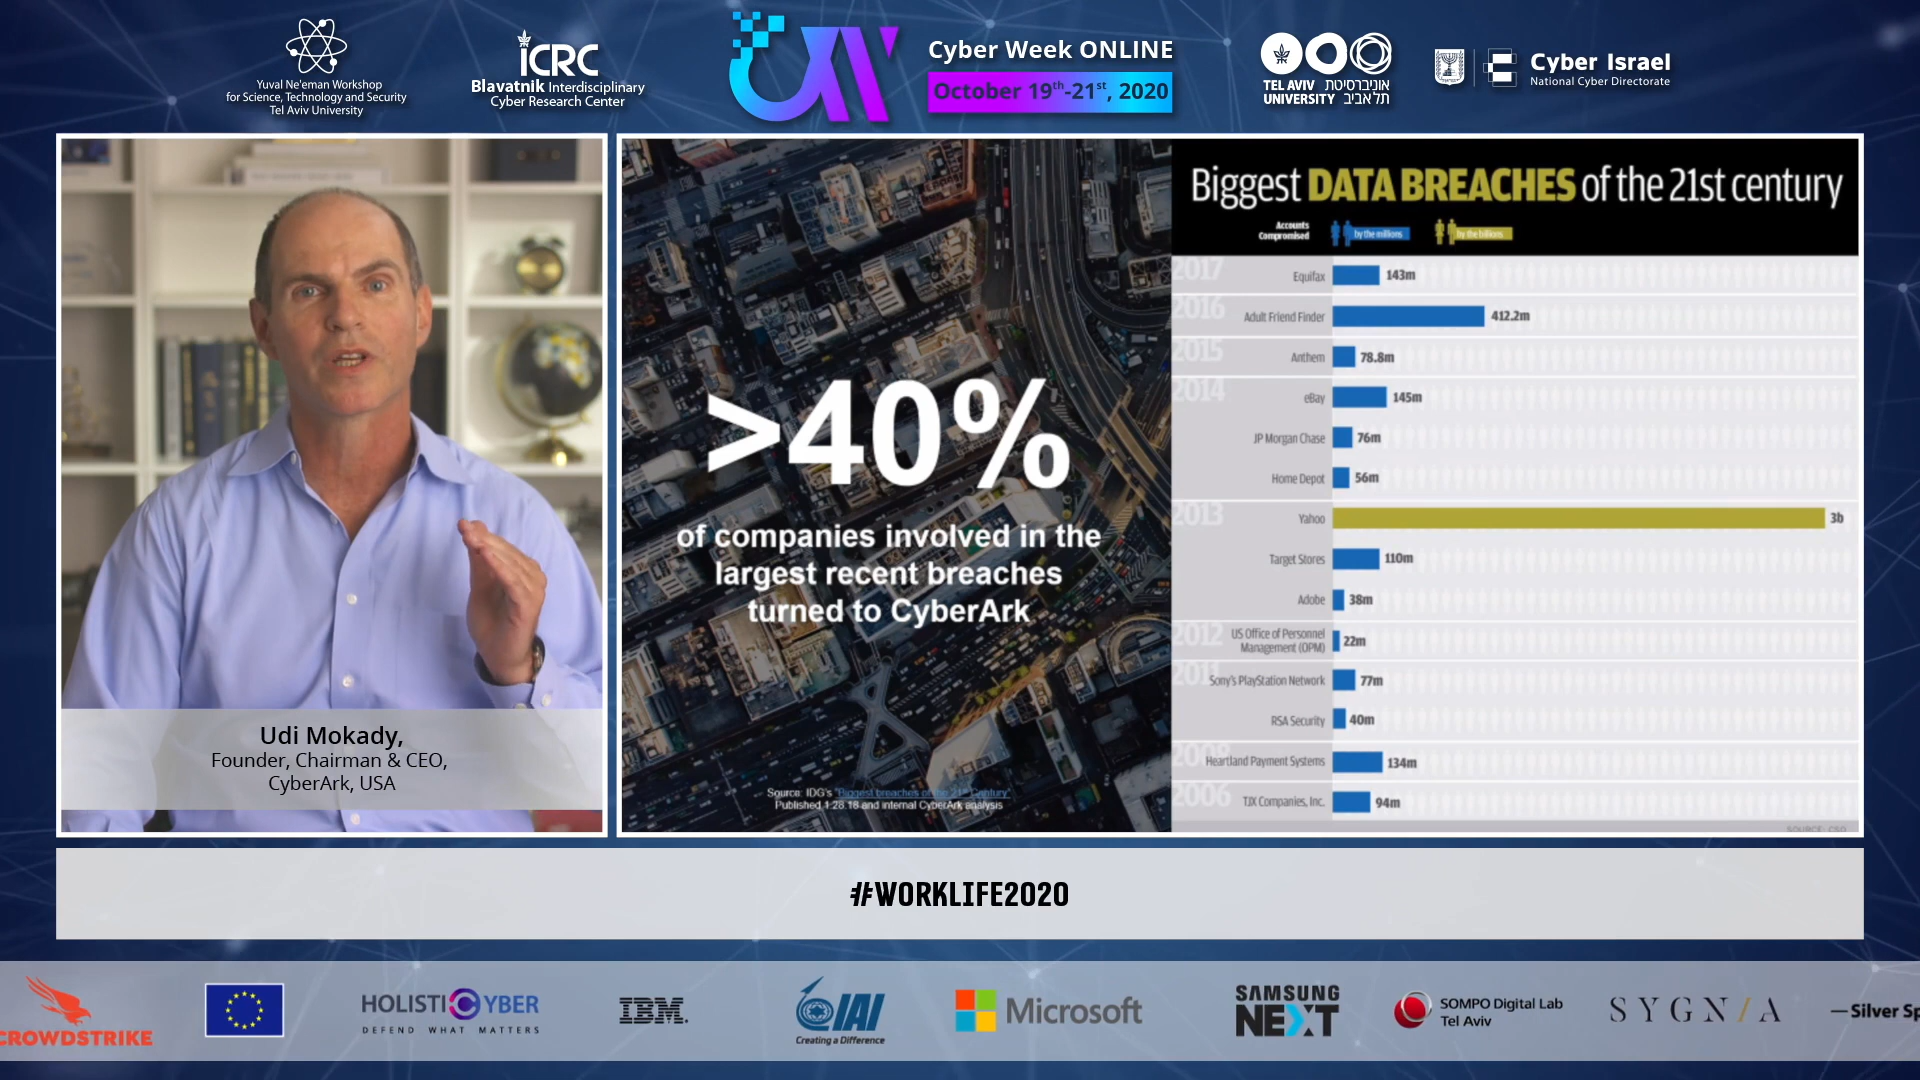 Yuval Ne'eman Workshop
for Science, Technology and Security
Tel Aviv University
iCRC
Blavatnik Interdisciplinary
Cyber Research Center
Cyber Week ONLINE
October 19th-21st, 2020
TEL AVIV אוניברסיטת
UNIVERSITY תל אביב
Cyber Israel
National Cyber Directorate
Udi Mokady,
Founder, Chairman & CEO,
CyberArk, USA
>40%
of companies involved in the
largest recent breaches
turned to CyberArk
Source: IDG's "Biggest breaches of the 21st Century"
Published 1.28.18 and internal CyberArk analysis
Biggest DATA BREACHES of the 21st century
Accounts
Compromised
by the millions
by the billions
2017
Equifax 143m
2016
Adult Friend Finder 412.2m
2015
Anthem 78.8m
2014
eBay 145m
JP Morgan Chase 76m
Home Depot 56m
2013
Yahoo 3b
Target Stores 110m
Adobe 38m
2012
US Office of Personnel
Management (OPM) 22m
2011
Sony's PlayStation Network 77m
RSA Security 40m
2008
Heartland Payment Systems 134m
2006
TJX Companies, Inc. 94m
SOURCE: CSO
#WORKLIFE2020
CROWDSTRIKE
HOLISTICYBER
DEFEND WHAT MATTERS
IBM
IAI
Creating a Difference
Microsoft
SAMSUNG
NEXT
SOMPO Digital Lab
Tel Aviv
SYGNIA
Silver Sp